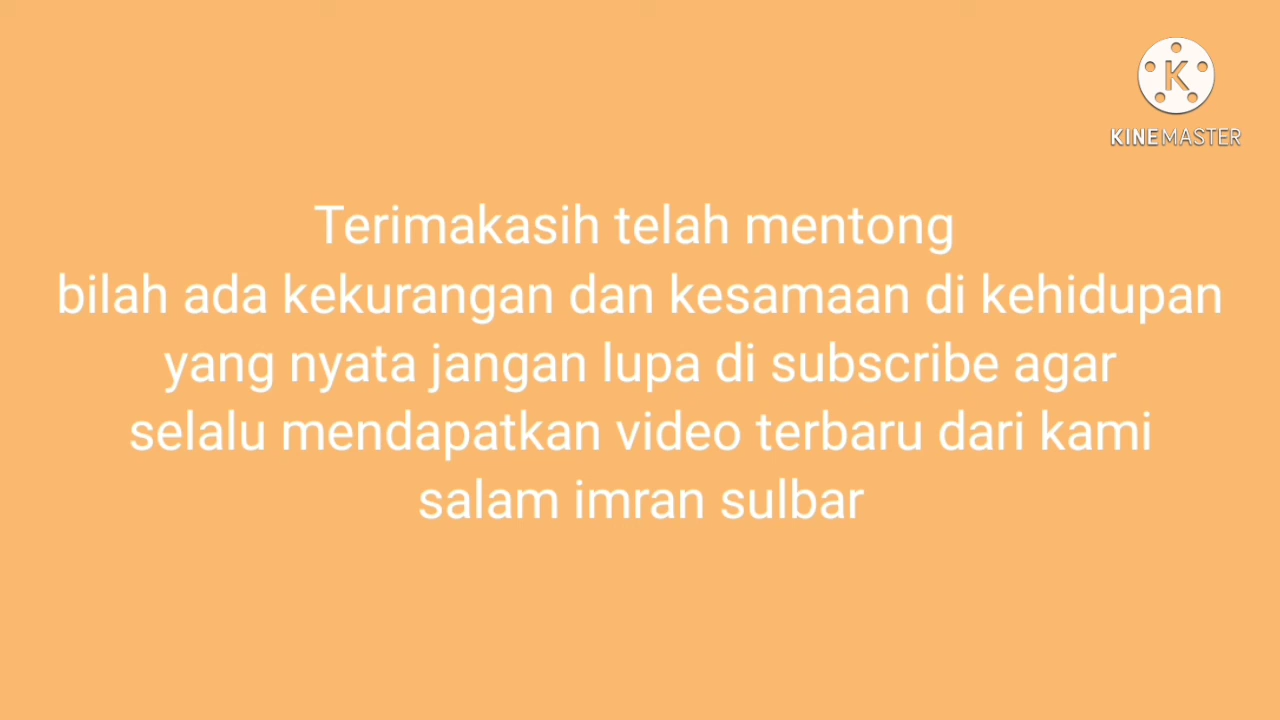 K
KINEMASTER
Terimakasih telah mentong
bilah ada kekurangan dan kesamaan di kehidupan
yang nyata jangan lupa di subscribe agar
selalu mendapatkan video terbaru dari kami
salam imran sulbar